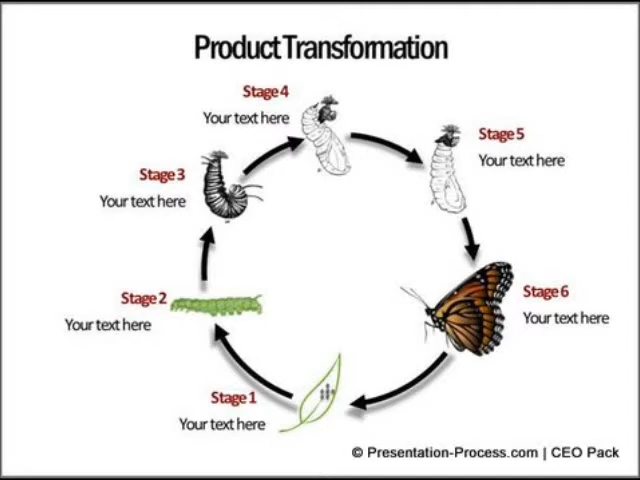 Product Transformation
Stage 4
Your text here
Stage 5
Your text here
Stage 3
Your text here
Stage 2
Your text here
Stage 6
Your text here
Stage 1
Your text here
© Presentation-Process.com | CEO Pack